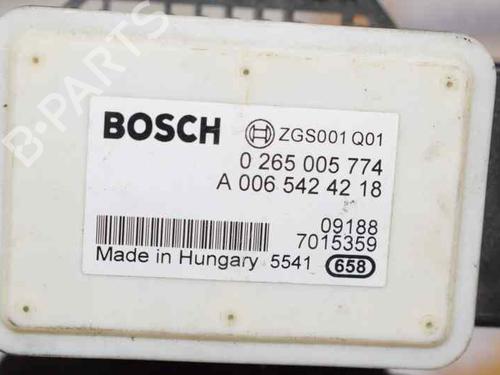 B-PARTS
BOSCH ZGS001 Q01
0 265 005 774
A 006 542 42 18
09188
7015359
Made in Hungary 5541 658